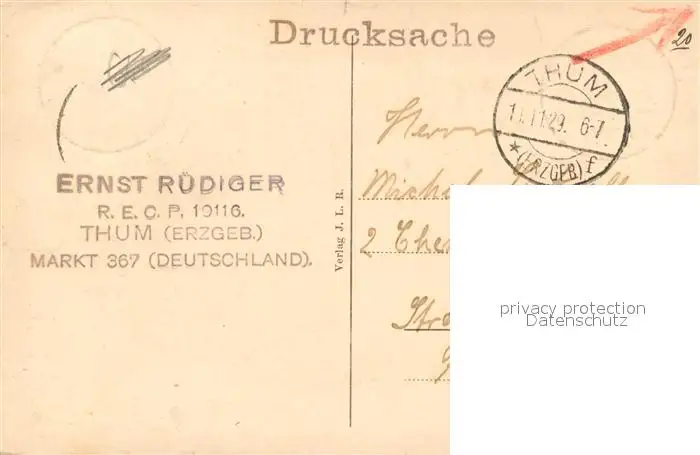 Drucksache
20
THUM
11.11.29. 6-7
* (ERZGEB.) f
Herrn
ERNST RÜDIGER
R. E. C. P. 10116.
THUM (ERZGEB.)
MARKT 367 (DEUTSCHLAND).
Verlag J. L. R.
2
privacy protection
Datenschutz